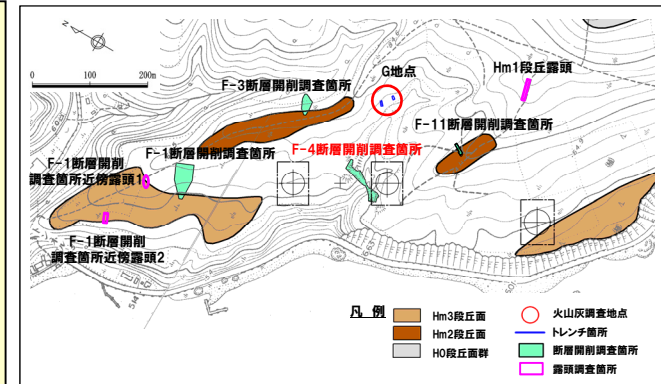 N
0 100 200m
G地点
Hm1段丘露頭
F-3断層開削調査箇所
F-11断層開削調査箇所
F-1断層開削調査箇所
F-4断層開削調査箇所
F-1断層開削
調査箇所近傍露頭1
F-1断層開削
調査箇所近傍露頭2
凡 例
Hm3段丘面
Hm2段丘面
H0段丘面群
火山灰調査地点
トレンチ箇所
断層開削調査箇所
露頭調査箇所